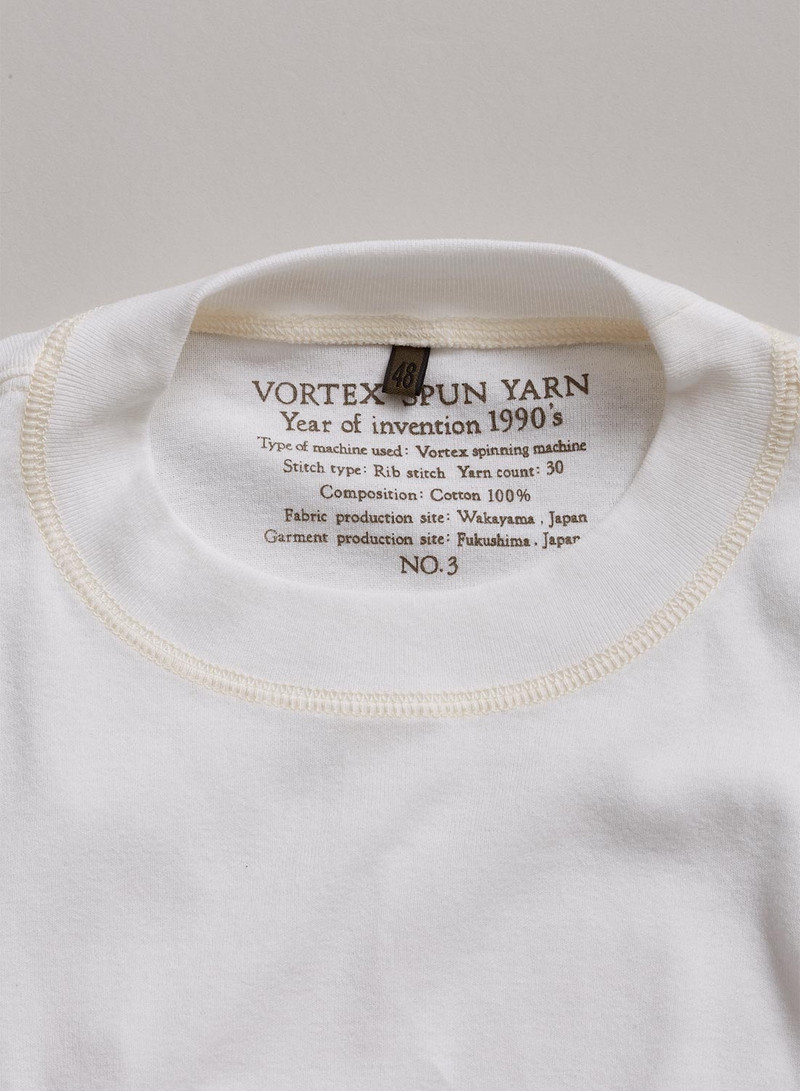 48
VORTEX SPUN YARN
Year of invention 1990's
Type of machine used: Vortex spinning machine
Stitch type: Rib stitch Yarn count: 30
Composition: Cotton 100%
Fabric production site: Wakayama, Japan
Garment production site: Fukushima, Japan
NO.3